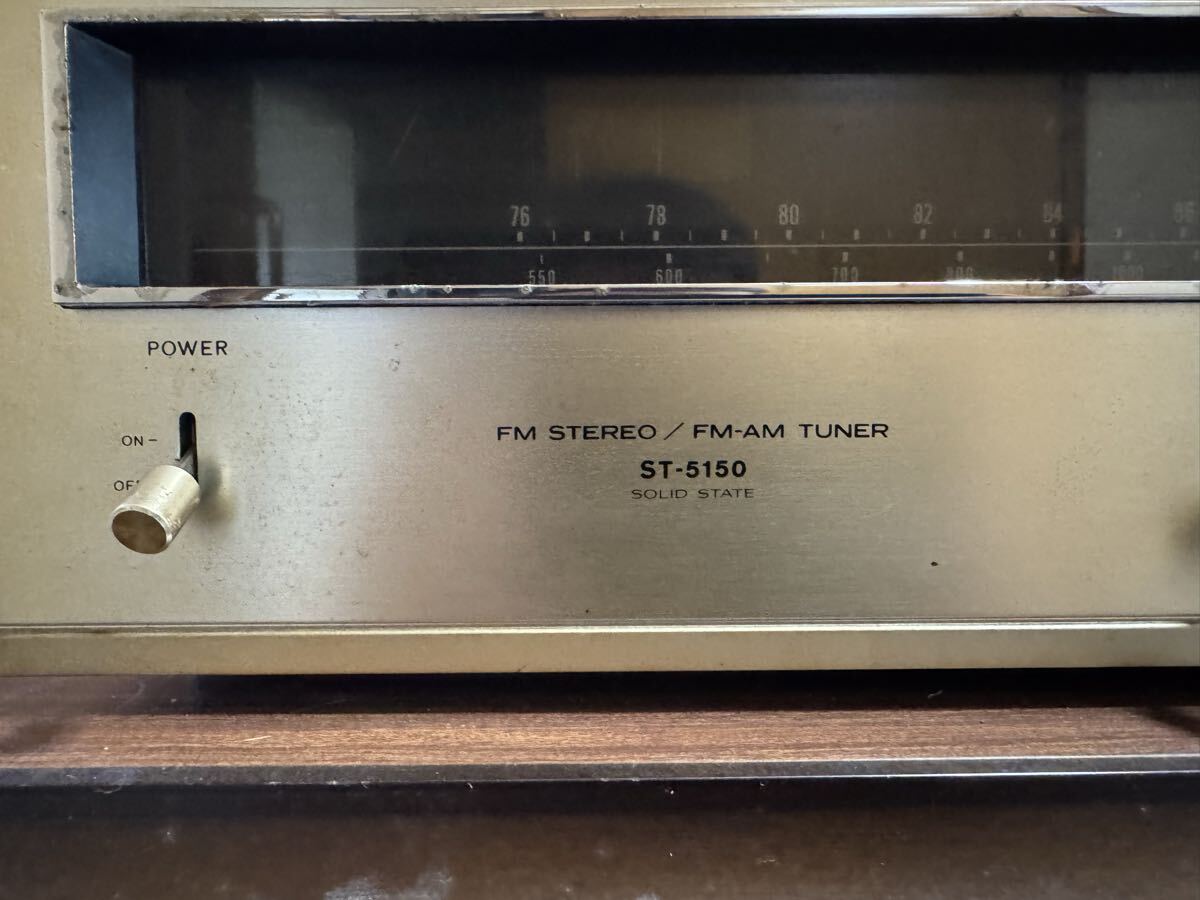 76 78 80 82 84 86
550 600 700 800 1000
POWER
ON
FM STEREO / FM-AM TUNER
ST-5150
SOLID STATE